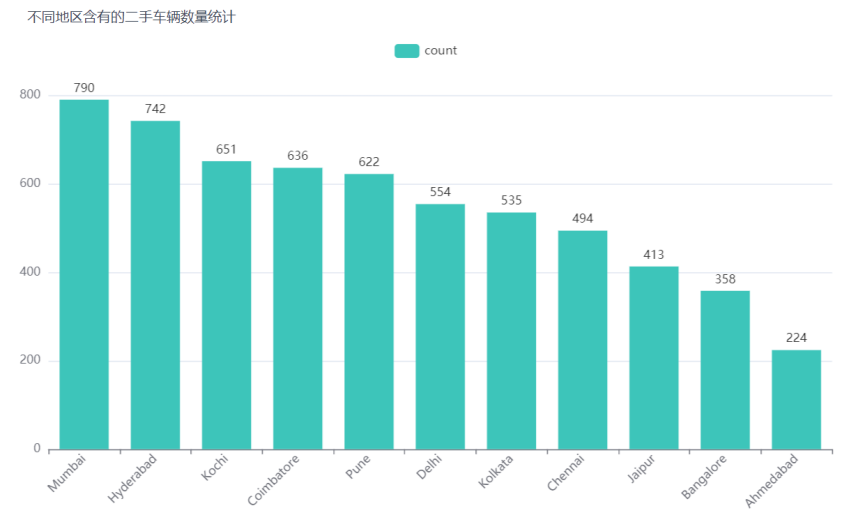 不同地区含有的二手车辆数量统计
count
800
600
400
200
0
790
742
651
636
622
554
535
494
413
358
224
Mumbai
Hyderabad
Kochi
Coimbatore
Pune
Delhi
Kolkata
Chennai
Jaipur
Bangalore
Ahmedabad